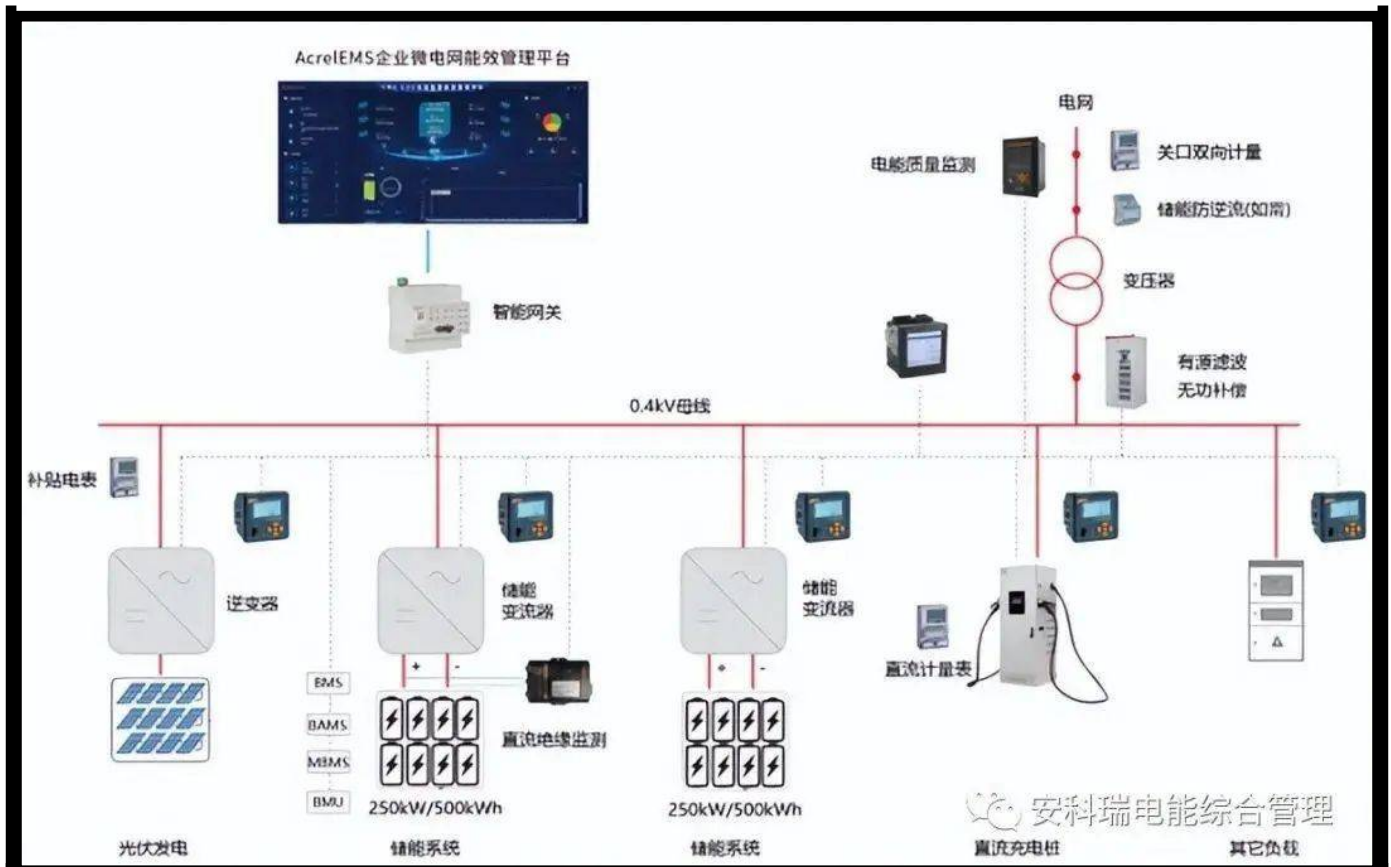 AcrelEMS企业微电网能效管理平台
电网
电能质量监测
关口双向计量
储能防逆流(如需)
变压器
智能网关
有源滤波
无功补偿
0.4kV母线
补贴电表
逆变器
储能
变流器
储能
变流器
直流计量表
+ -
+ -
BMS
BAMS
MBMS
BMU
直流绝缘监测
250kW/500kWh
250kW/500kWh
安科瑞电能综合管理
光伏发电
储能系统
储能系统
直流充电桩
其它负载